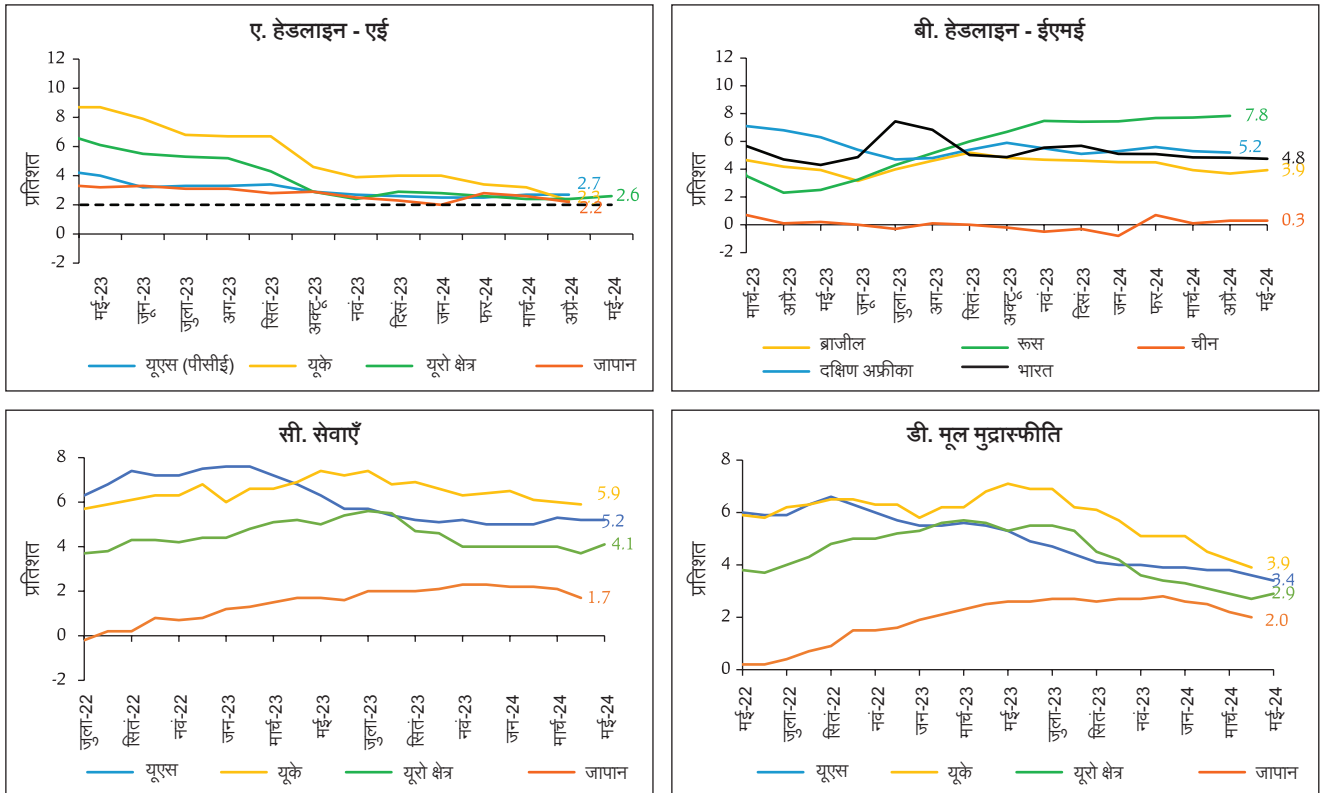 ए. हेडलाइन - एई
प्रतिशत
12
10
8
6
4
2
0
-2
2.7
2.3
2.2
2.6
मई-23
जून-23
जुला-23
अग-23
सितं-23
अक्टू-23
नवं-23
दिसं-23
जन-24
फर-24
मार्च-24
अप्रै-24
मई-24
यूएस (पीसीई)
यूके
यूरो क्षेत्र
जापान
बी. हेडलाइन - ईएमई
प्रतिशत
12
10
8
6
4
2
0
-2
7.8
5.2
4.8
3.9
0.3
मार्च-23
अप्रै-23
मई-23
जून-23
जुला-23
अग-23
सितं-23
अक्टू-23
नवं-23
दिसं-23
जन-24
फर-24
मार्च-24
अप्रै-24
मई-24
ब्राजील
रूस
चीन
दक्षिण अफ्रीका
भारत
सी. सेवाएँ
प्रतिशत
8
6
4
2
0
-2
5.9
5.2
4.1
1.7
जुला-22
सितं-22
नवं-22
जन-23
मार्च-23
मई-23
जुला-23
सितं-23
नवं-23
जन-24
मार्च-24
मई-24
यूएस
यूके
यूरो क्षेत्र
जापान
डी. मूल मुद्रास्फीति
प्रतिशत
8
6
4
2
0
3.9
3.4
2.9
2.0
मई-22
जुला-22
सितं-22
नवं-22
जन-23
मार्च-23
मई-23
जुला-23
सितं-23
नवं-23
जन-24
मार्च-24
मई-24
यूएस
यूके
यूरो क्षेत्र
जापान